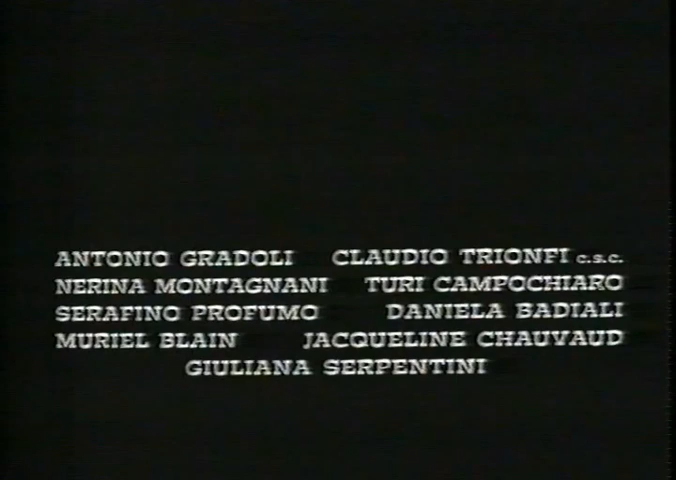 ANTONIO GRADOLI CLAUDIO TRIONFI c.s.c.
NERINA MONTAGNANI TURI CAMPOCHIARO
SERAFINO PROFUMO DANIELA BADIALI
MURIEL BLAIN JACQUELINE CHAUVAUD
GIULIANA SERPENTINI